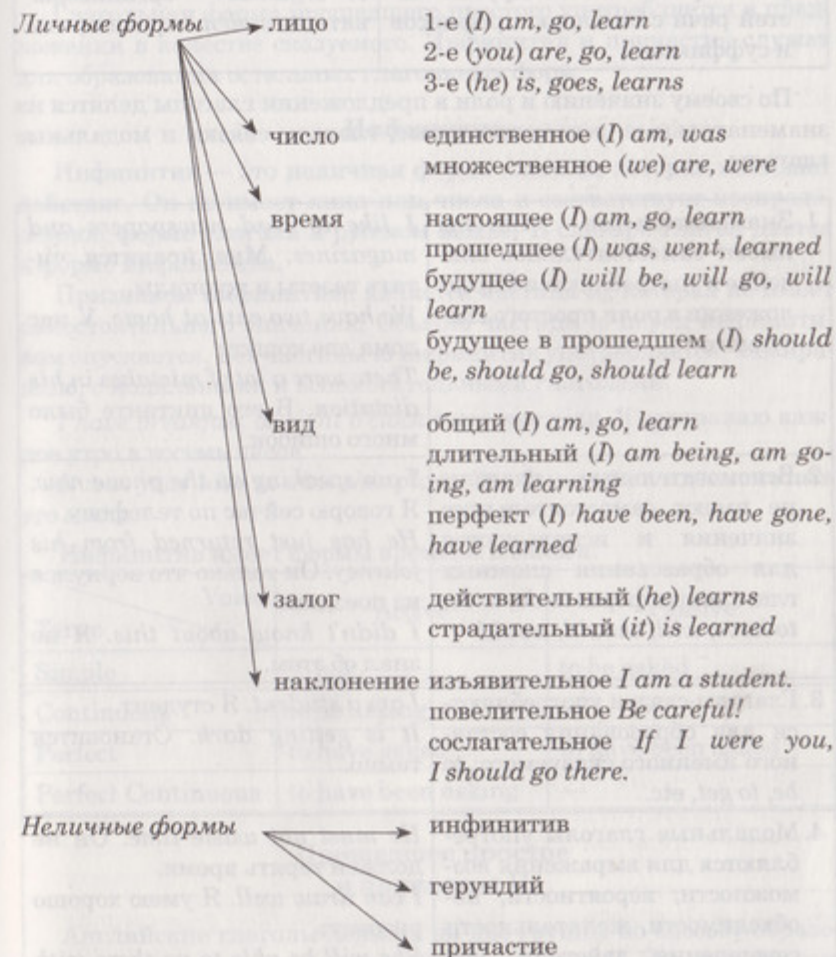 Личные формы лицо 1-е (I) am, go, learn
2-е (you) are, go, learn
3-е (he) is, goes, learns
число единственное (I) am, was
множественное (we) are, were
время настоящее (I) am, go, learn
прошедшее (I) was, went, learned
будущее (I) will be, will go, will
learn
будущее в прошедшем (I) should
be, should go, should learn
вид общий (I) am, go, learn
длительный (I) am being, am go-
ing, am learning
перфект (I) have been, have gone,
have learned
залог действительный (he) learns
страдательный (it) is learned
наклонение изъявительное I am a student.
повелительное Be careful!
сослагательное If I were you,
I should go there.
Неличные формы инфинитив
герундий
причастие